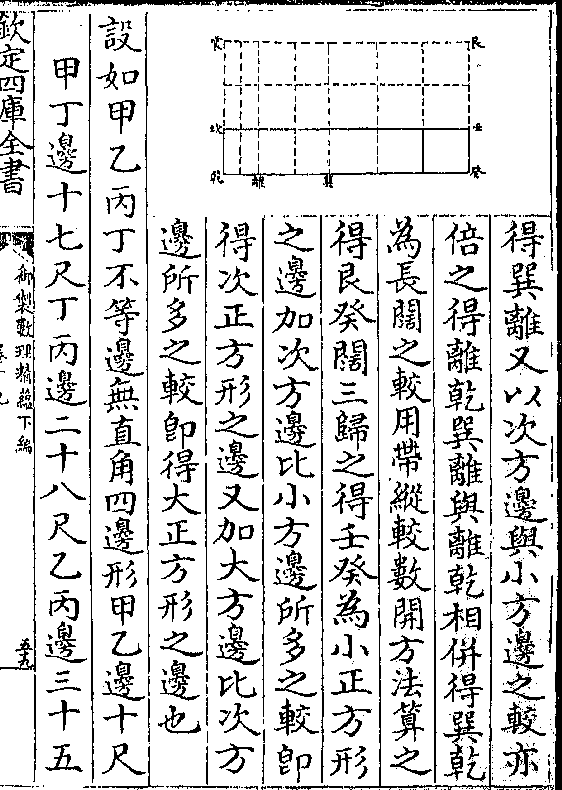 得巽離又以次方邊與小方邊之較亦
倍之得離乾巽離與離乾相併得巽乾
為長闊之較用帶縱較數開方法算之
得艮癸闊三歸之得壬癸為小正方形
之邊加次方邊比小方邊所多之較即
得次正方形之邊又加大方邊比次方
邊所多之較即得大正方形之邊也
艮
壬
癸
巽
離
坎
乾
設如甲乙丙丁不等邊無直角四邊形甲乙邊十尺
甲丁邊十七尺丁丙邊二十八尺乙丙邊三十五
欽定四庫全書
御製數理精蘊下編